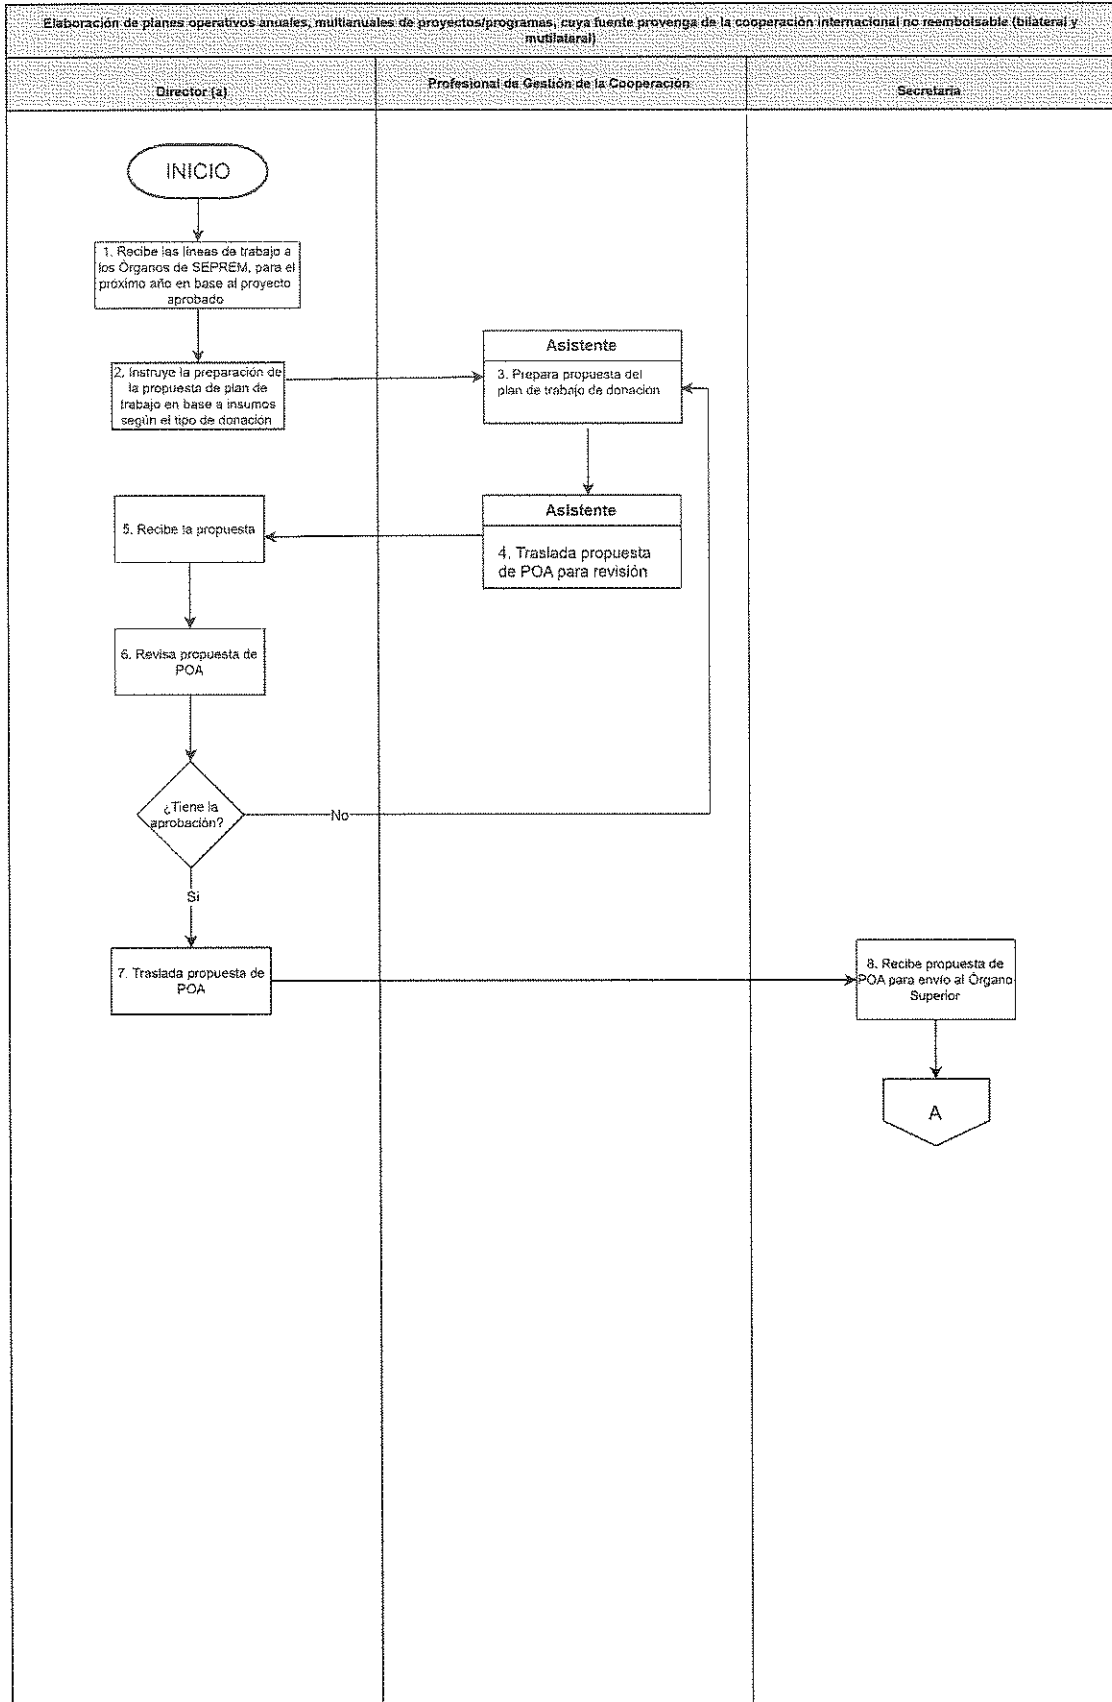 Elaboración de planes operativos anuales, multianuales de proyectos/programas, cuya fuente provenga de la cooperación internacional no reembolsable (bilateral y
mutilateral)
Director (a)
Profesional de Gestión de la Cooperación
Secretaria
INICIO
1. Recibe las líneas de trabajo a
los Órganos de SEPREM, para el
próximo año en base al proyecto
aprobado
2. Instruye la preparación de
la propuesta de plan de
trabajo en base a insumos
según el tipo de donación
Asistente
3. Prepara propuesta del
plan de trabajo de donación
Asistente
4. Traslada propuesta
de POA para revisión
5. Recibe la propuesta
6. Revisa propuesta de
POA
¿Tiene la
aprobación?
No
Si
7. Traslada propuesta de
POA
8. Recibe propuesta de
POA para envío al Órgano
Superior
A